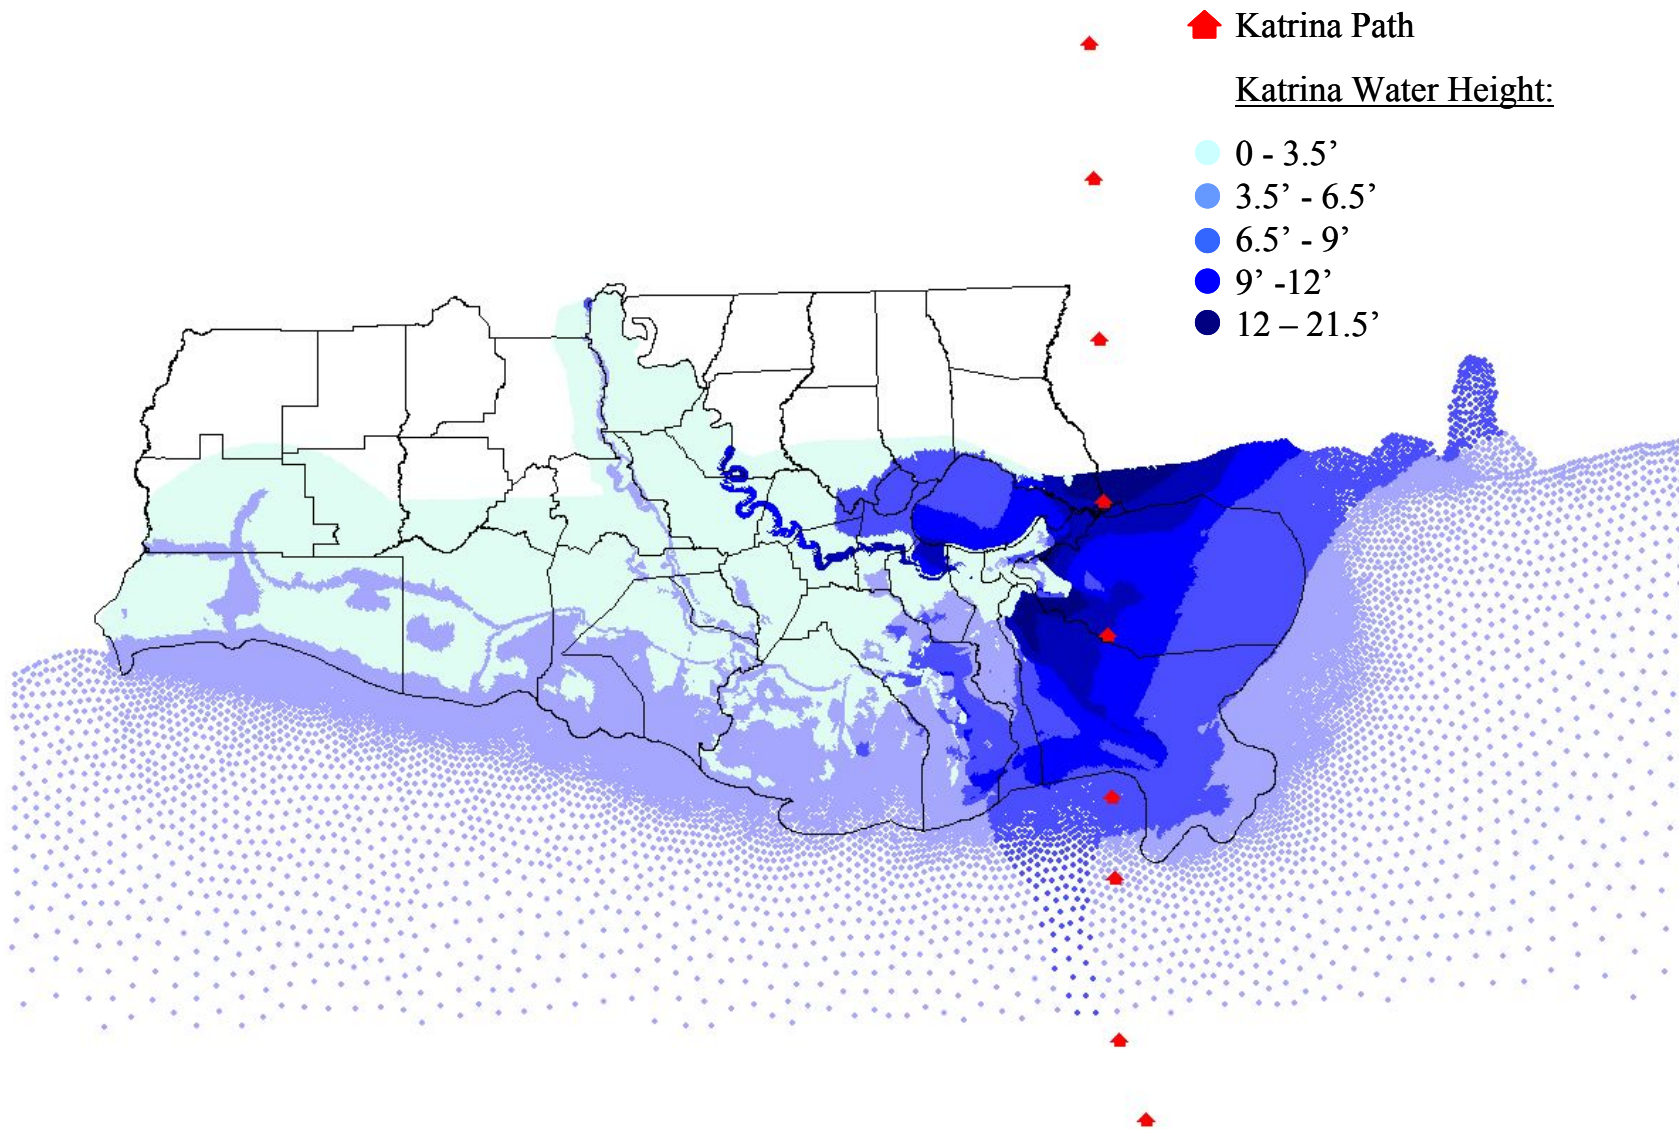 Katrina Path
Katrina Water Height:
0 - 3.5’
3.5’ - 6.5’
6.5’ - 9’
9’ -12’
12 – 21.5’